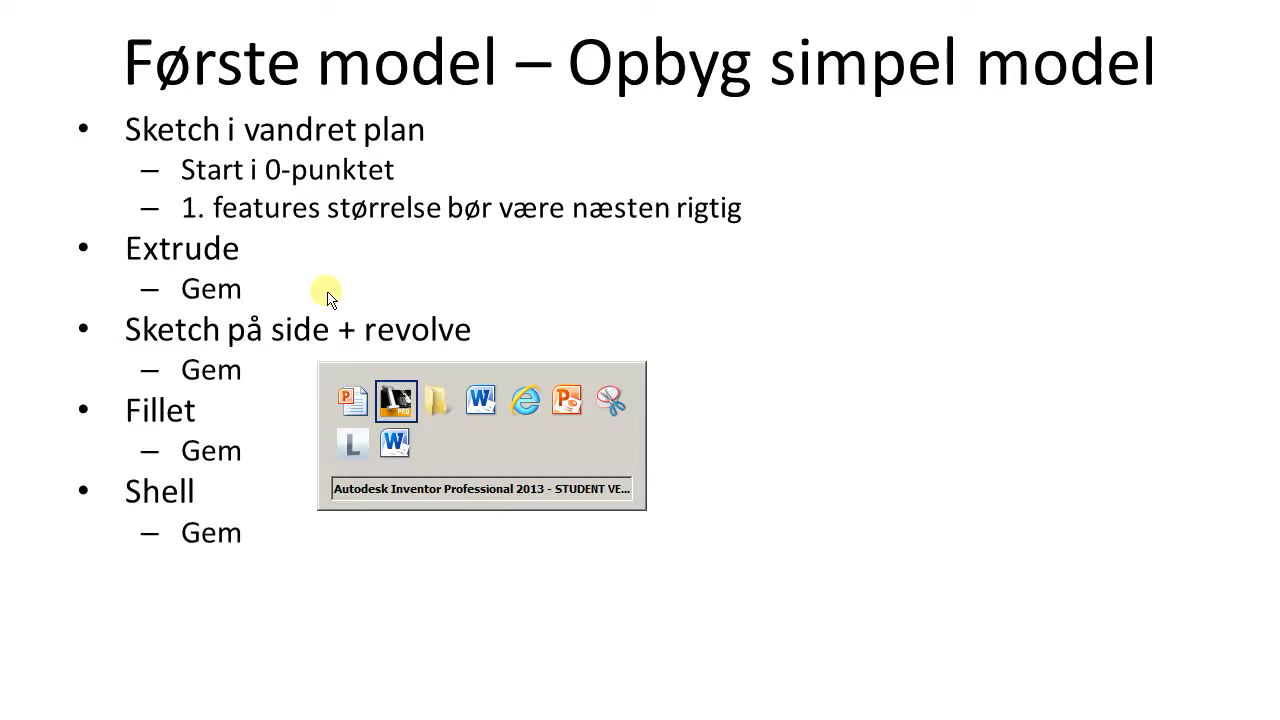 Første model – Opbyg simpel model
• Sketch i vandret plan
– Start i 0-punktet
– 1. features størrelse bør være næsten rigtig
• Extrude
– Gem
• Sketch på side + revolve
– Gem
• Fillet
– Gem
• Shell
– Gem
Autodesk Inventor Professional 2013 - STUDENT VE...